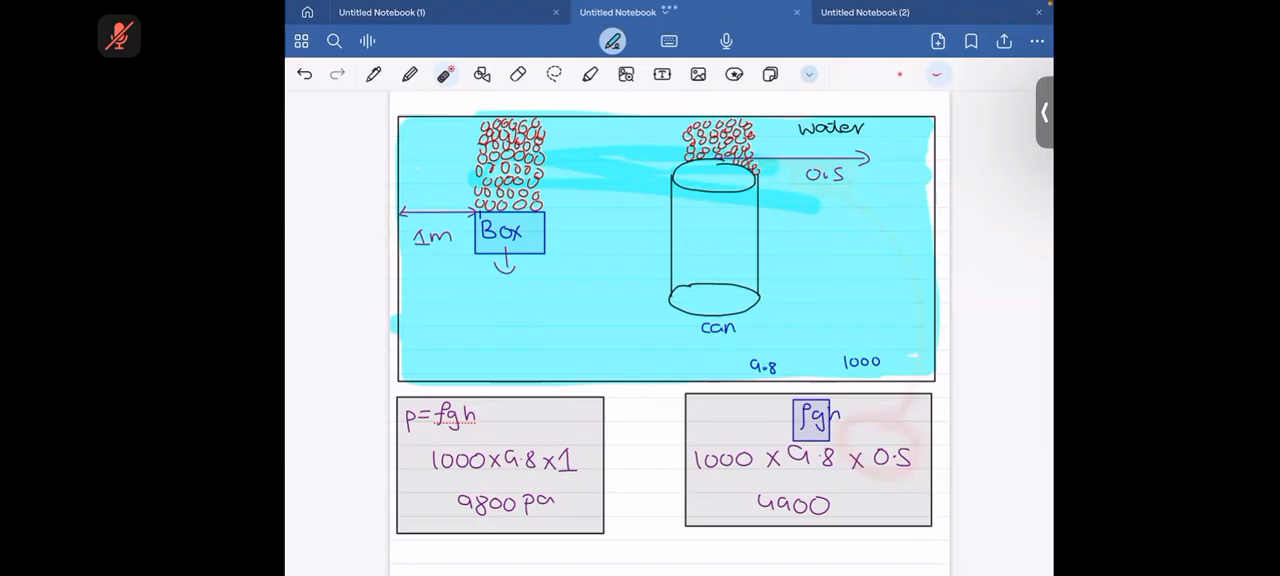 Untitled Notebook (1)
Untitled Notebook
Untitled Notebook (2)
water
0.5
1m
Box
can
9.8
1000
p=ρgh
1000×9.8×1
9800 pa
ρgh
1000 × 9.8 × 0.5
4900